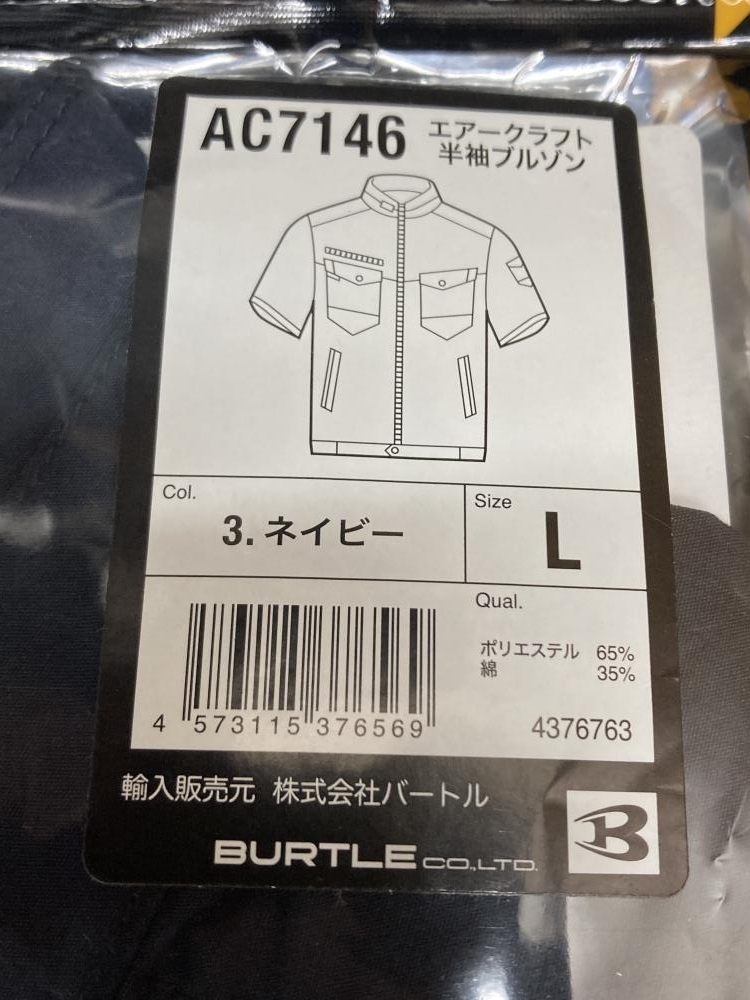 AC7146 エアークラフト
半袖ブルゾン
Col.
3.ネイビー
Size
L
Qual.
ポリエステル 65%
綿 35%
4 573115 376569
4376763
輸入販売元 株式会社バートル
BURTLE CO.,LTD.
B